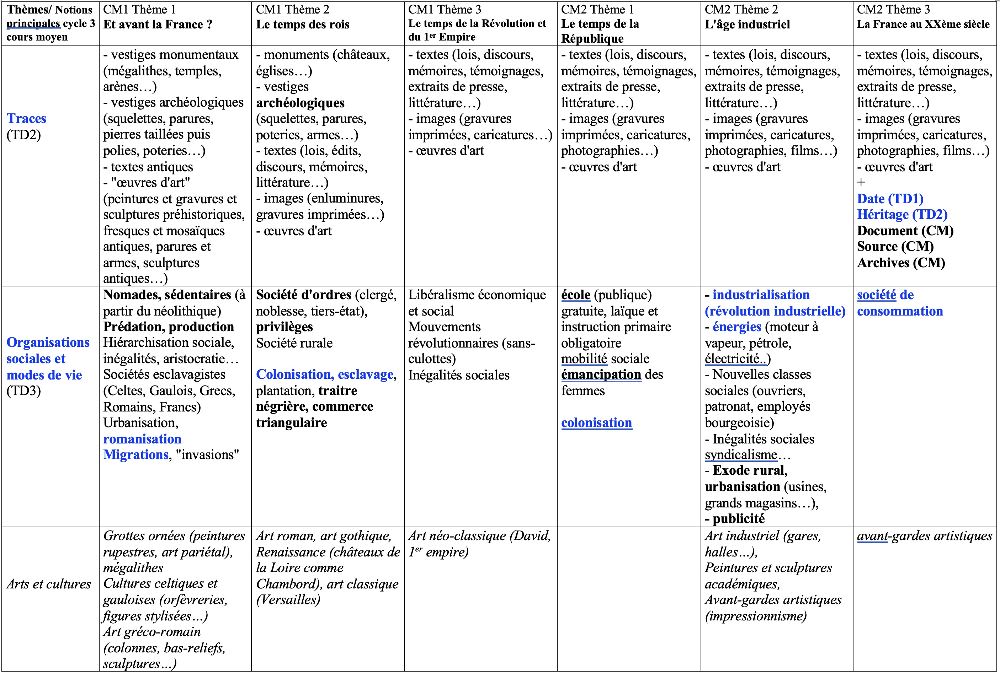 Thèmes/ Notions
principales cycle 3
cours moyen
CM1 Thème 1
Et avant la France ?
CM1 Thème 2
Le temps des rois
CM1 Thème 3
Le temps de la Révolution et
du 1er Empire
CM2 Thème 1
Le temps de la
République
CM2 Thème 2
L'âge industriel
CM2 Thème 3
La France au XXème siècle
Traces
(TD2)
- vestiges monumentaux
(mégalithes, temples,
arènes…)
- vestiges archéologiques
(squelettes, parures,
pierres taillées puis
polies, poteries…)
- textes antiques
- "œuvres d'art"
(peintures et gravures et
sculptures préhistoriques,
fresques et mosaïques
antiques, parures et
armes, sculptures
antiques…)
- monuments (châteaux,
églises…)
- vestiges
archéologiques
(squelettes, parures,
poteries, armes…)
- textes (lois, édits,
discours, mémoires,
littérature…)
- images (enluminures,
gravures imprimées…)
- œuvres d'art
- textes (lois, discours,
mémoires, témoignages,
extraits de presse,
littérature…)
- images (gravures
imprimées, caricatures…)
- œuvres d'art
- textes (lois, discours,
mémoires, témoignages,
extraits de presse,
littérature…)
- images (gravures
imprimées, caricatures,
photographies…)
- œuvres d'art
- textes (lois, discours,
mémoires, témoignages,
extraits de presse,
littérature…)
- images (gravures
imprimées, caricatures,
photographies, films…)
- œuvres d'art
- textes (lois, discours,
mémoires, témoignages,
extraits de presse,
littérature…)
- images (gravures
imprimées, caricatures,
photographies, films…)
- œuvres d'art
+
Date (TD1)
Héritage (TD2)
Document (CM)
Source (CM)
Archives (CM)
Organisations
sociales et
modes de vie
(TD3)
Nomades, sédentaires (à
partir du néolithique)
Prédation, production
Hiérarchisation sociale,
inégalités, aristocratie…
Sociétés esclavagistes
(Celtes, Gaulois, Grecs,
Romains, Francs)
Urbanisation,
romanisation
Migrations, "invasions"
Société d'ordres (clergé,
noblesse, tiers-état),
privilèges
Société rurale
Colonisation, esclavage,
plantation, traitre
négrière, commerce
triangulaire
Libéralisme économique
et social
Mouvements
révolutionnaires (sans-
culottes)
Inégalités sociales
école (publique)
gratuite, laïque et
instruction primaire
obligatoire
mobilité sociale
émancipation des
femmes
colonisation
- industrialisation
(révolution industrielle)
- énergies (moteur à
vapeur, pétrole,
électricité..)
- Nouvelles classes
sociales (ouvriers,
patronat, employés
bourgeoisie)
- Inégalités sociales
syndicalisme…
- Exode rural,
urbanisation (usines,
grands magasins…),
- publicité
société de
consommation
Arts et cultures
Grottes ornées (peintures
rupestres, art pariétal),
mégalithes
Cultures celtiques et
gauloises (orfèvreries,
figures stylisées…)
Art gréco-romain
(colonnes, bas-reliefs,
sculptures…)
Art roman, art gothique,
Renaissance (châteaux de
la Loire comme
Chambord), art classique
(Versailles)
Art néo-classique (David,
1er empire)
Art industriel (gares,
halles…),
Peintures et sculptures
académiques,
Avant-gardes artistiques
(impressionnisme)
avant-gardes artistiques